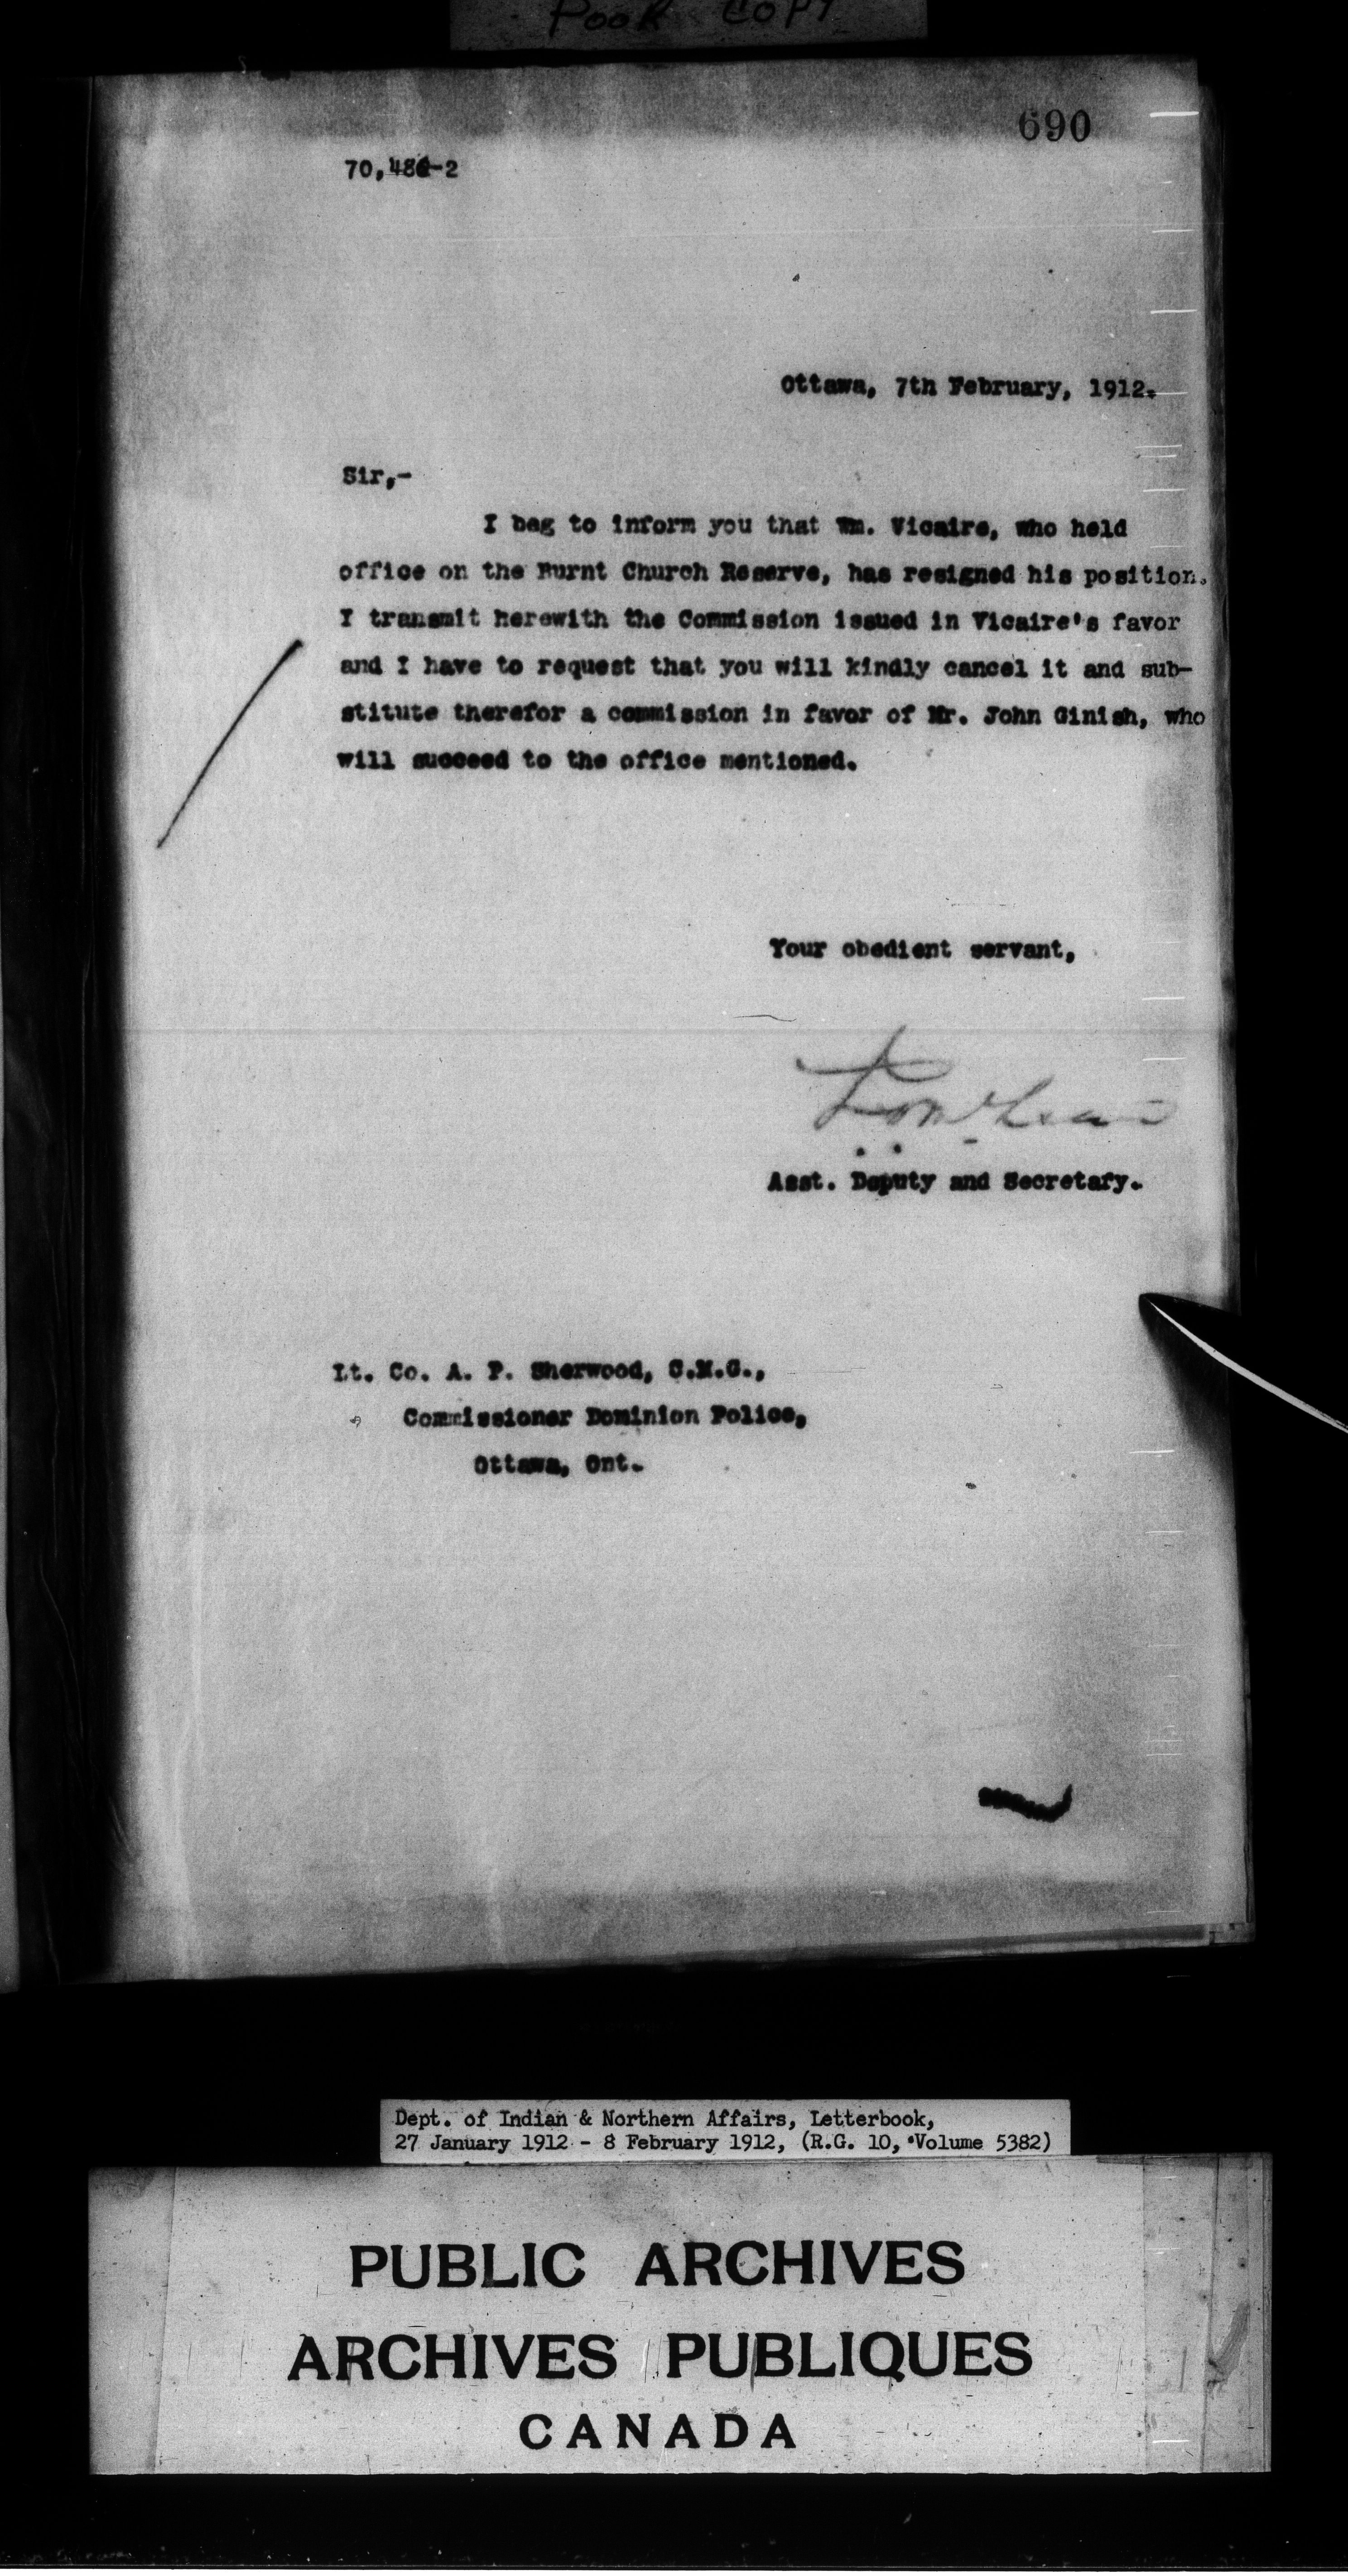 POOR COPY
690
70,486-2
Ottawa, 7th February, 1912.
Sir,-
I beg to inform you that Wm. Vicaire, who held
office on the Burnt Church Reserve, has resigned his position.
I transmit herewith the Commission issued in Vicaire's favor
and I have to request that you will kindly cancel it and sub-
stitute therefor a commission in favor of Mr. John Ginish, who
will succeed to the office mentioned.
Your obedient servant,
Asst. Deputy and Secretary.
Lt. Co. A. P. Sherwood, C.M.G.,
Commissioner Dominion Police,
Ottawa, Ont.
Dept. of Indian & Northern Affairs, Letterbook,
27 January 1912 - 8 February 1912, (R.G. 10, Volume 5382)
PUBLIC ARCHIVES
ARCHIVES PUBLIQUES
CANADA